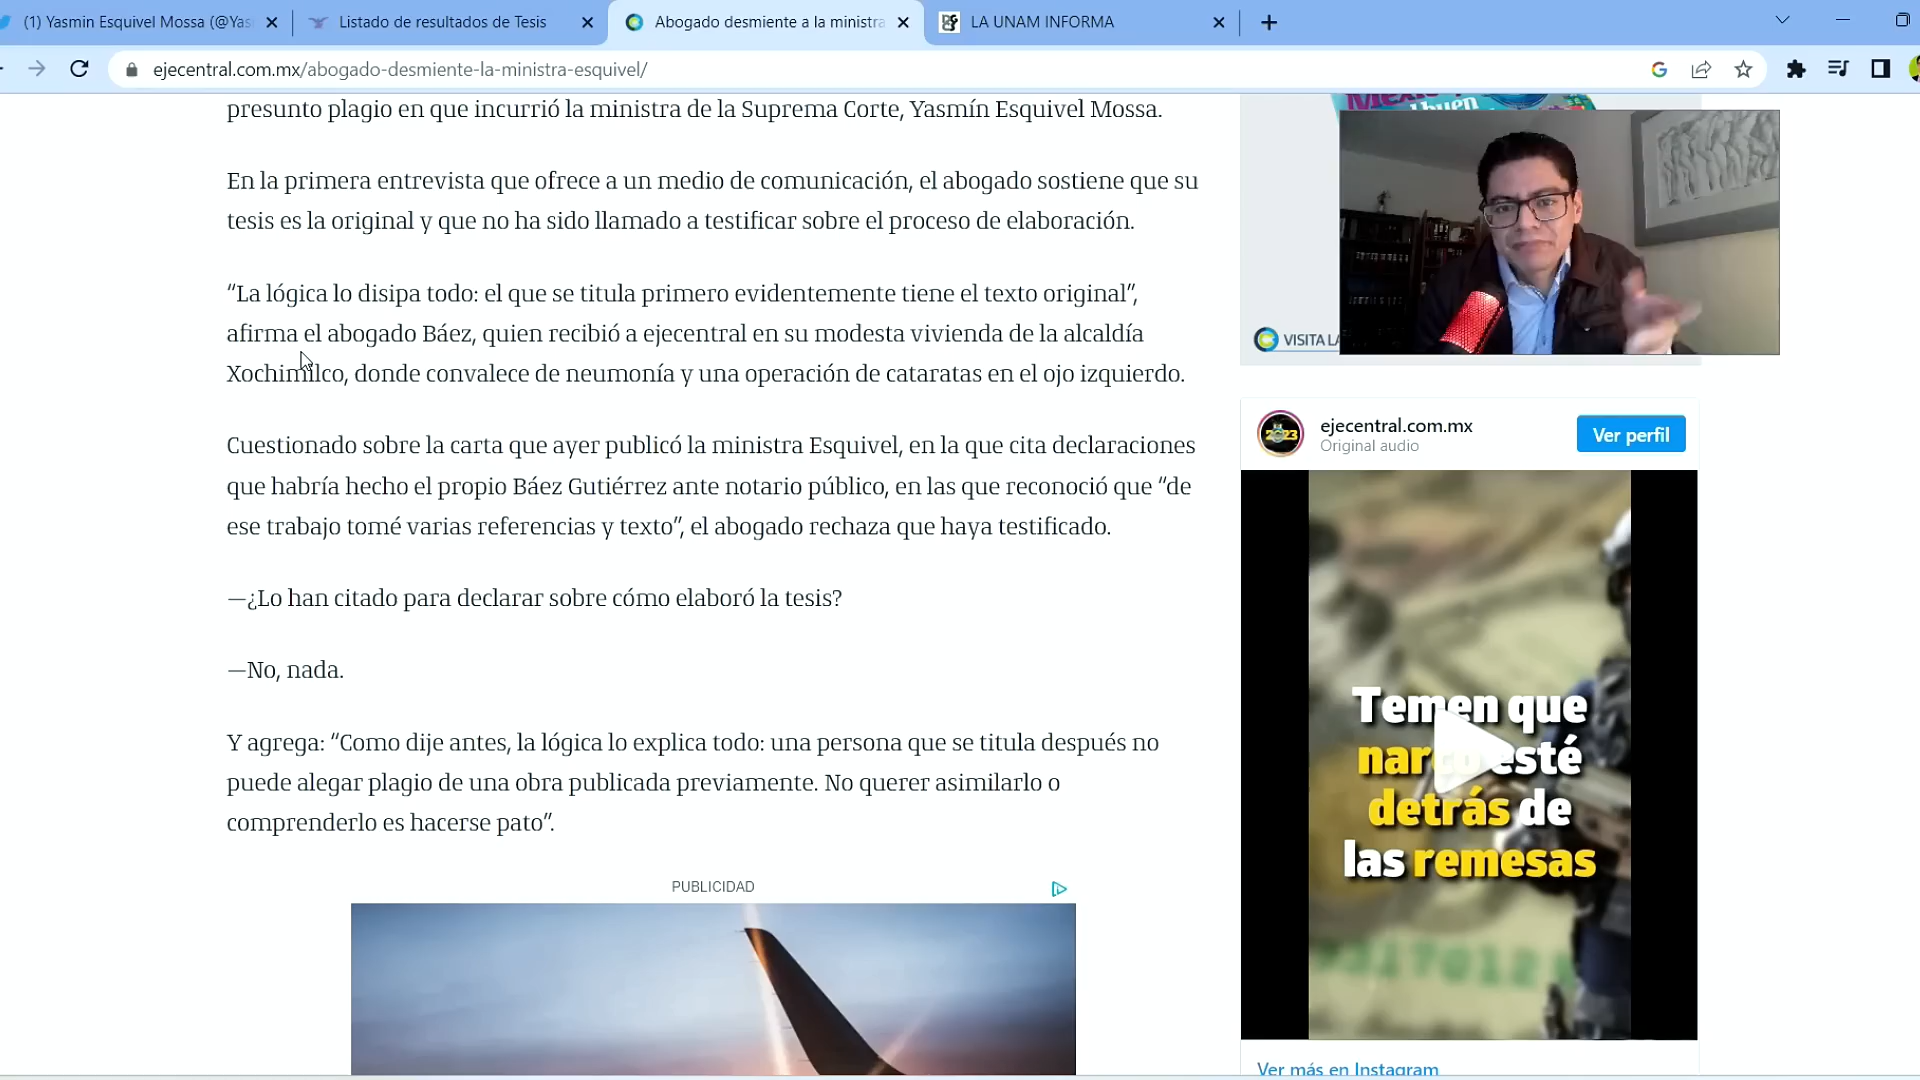 (1) Yasmin Esquivel Mossa (@Yas
Listado de resultados de Tesis
Abogado desmiente a la ministra
LA UNAM INFORMA
ejecentral.com.mx/abogado-desmiente-la-ministra-esquivel/
presunto plagio en que incurrió la ministra de la Suprema Corte, Yasmín Esquivel Mossa.
En la primera entrevista que ofrece a un medio de comunicación, el abogado sostiene que su
tesis es la original y que no ha sido llamado a testificar sobre el proceso de elaboración.
“La lógica lo disipa todo: el que se titula primero evidentemente tiene el texto original”,
afirma el abogado Báez, quien recibió a ejecentral en su modesta vivienda de la alcaldía
Xochimilco, donde convalece de neumonía y una operación de cataratas en el ojo izquierdo.
Cuestionado sobre la carta que ayer publicó la ministra Esquivel, en la que cita declaraciones
que habría hecho el propio Báez Gutiérrez ante notario público, en las que reconoció que “de
ese trabajo tomé varias referencias y texto”, el abogado rechaza que haya testificado.
—¿Lo han citado para declarar sobre cómo elaboró la tesis?
—No, nada.
Y agrega: “Como dije antes, la lógica lo explica todo: una persona que se titula después no
puede alegar plagio de una obra publicada previamente. No querer asimilarlo o
comprenderlo es hacerse pato”.
PUBLICIDAD
VISITA LA
ejecentral.com.mx
Original audio
Ver perfil
2023
Temen que
narco esté
detrás de
las remesas
Ver más en Instagram